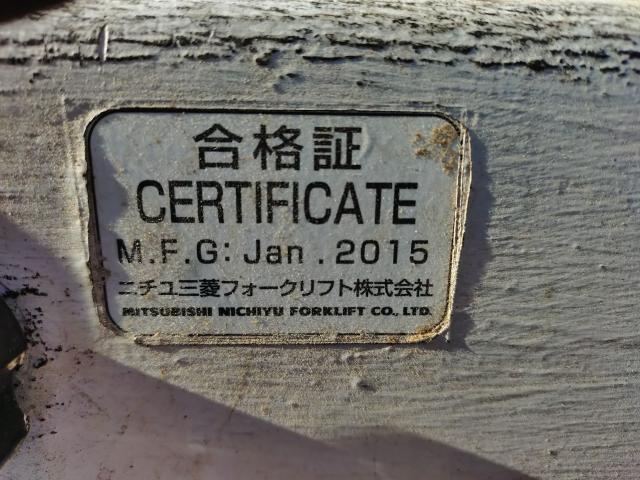 合格証
CERTIFICATE
M.F.G: Jan . 2015
ニチユ三菱フォークリフト株式会社
MITSUBISHI NICHIYU FORKLIFT CO., LTD.